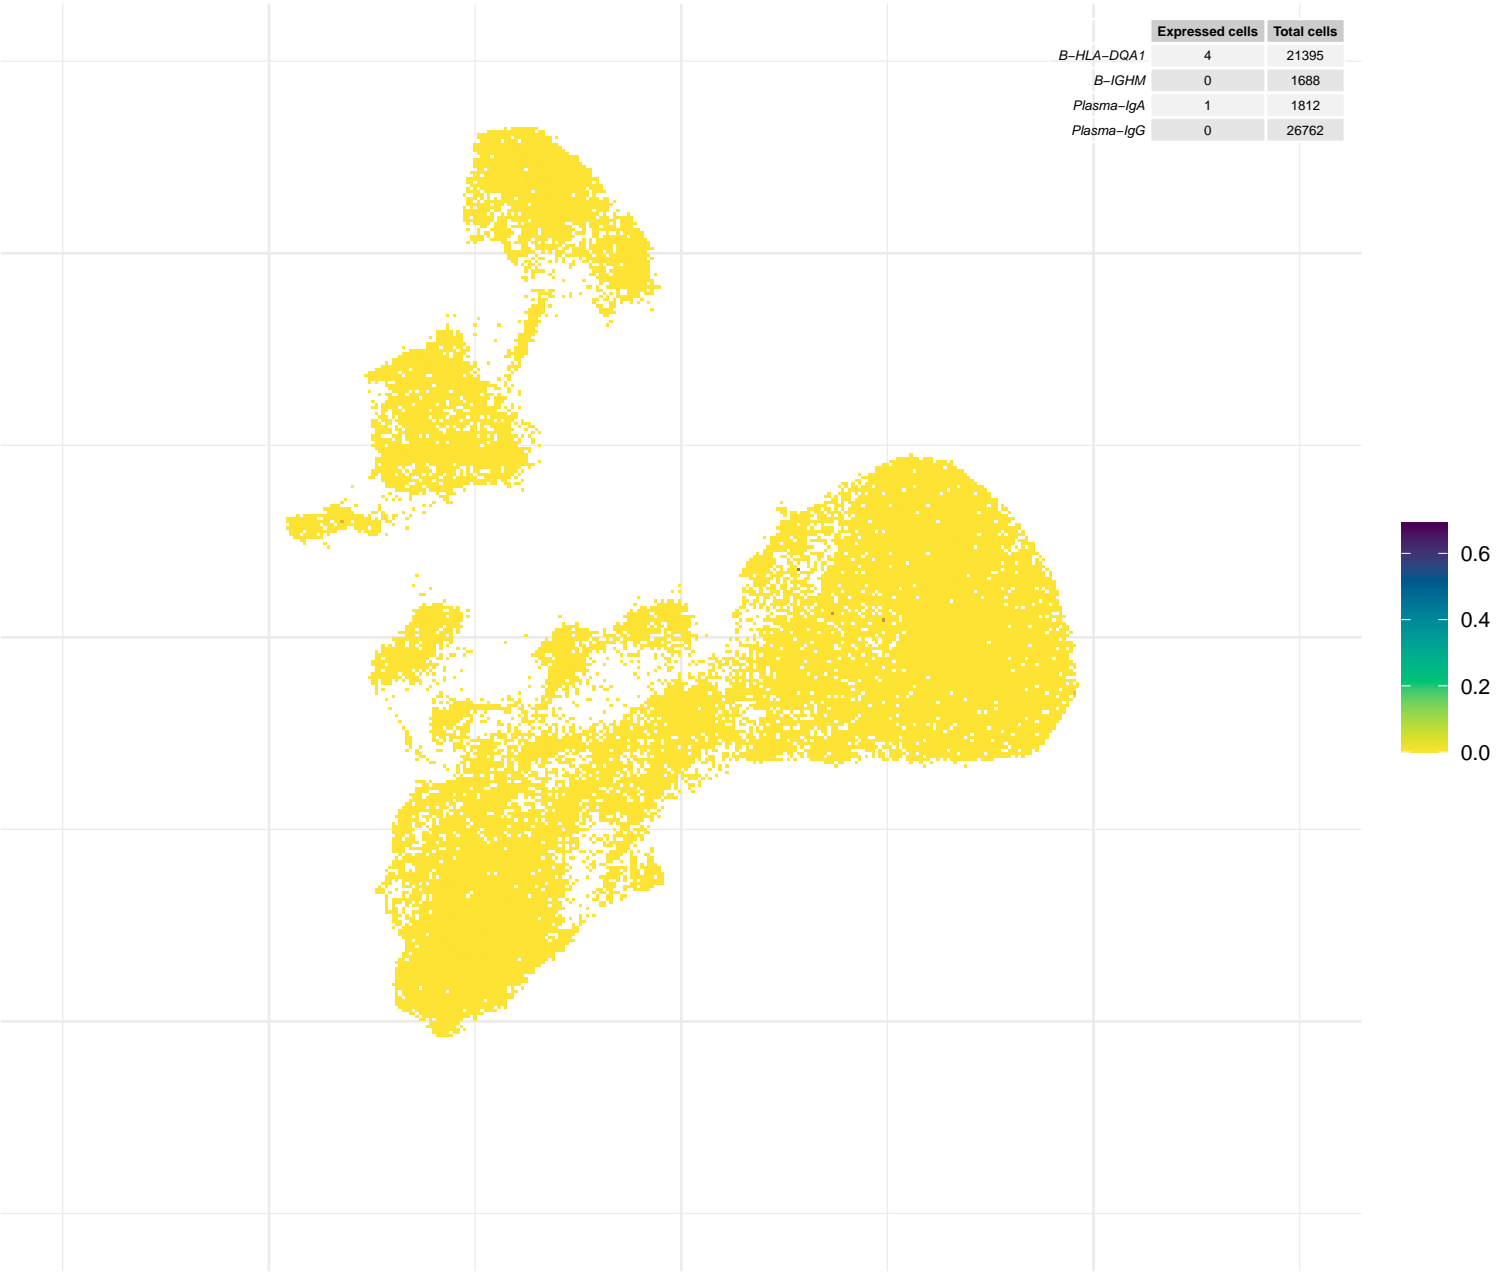 Expressed cells Total cells
B−HLA−DQA1 4 21395
B−IGHM 0 1688
Plasma−IgA 1 1812
Plasma−IgG 0 26762
0.6
0.4
0.2
0.0